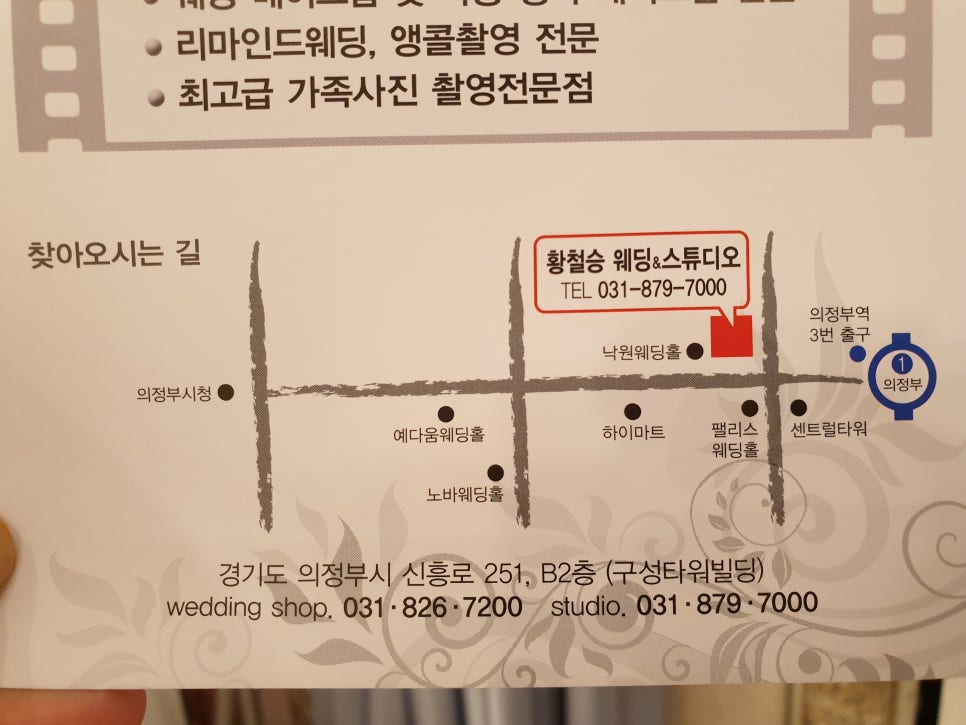 • 리마인드웨딩, 앵콜촬영 전문
• 최고급 가족사진 촬영전문점
찾아오시는 길
황철승 웨딩&스튜디오
TEL 031-879-7000
의정부역
3번 출구
낙원웨딩홀
1
의정부
의정부시청
예다움웨딩홀
하이마트
팰리스
웨딩홀
센트럴타워
노바웨딩홀
경기도 의정부시 신흥로 251, B2층 (구성타워빌딩)
wedding shop. 031·826·7200 studio. 031·879·7000